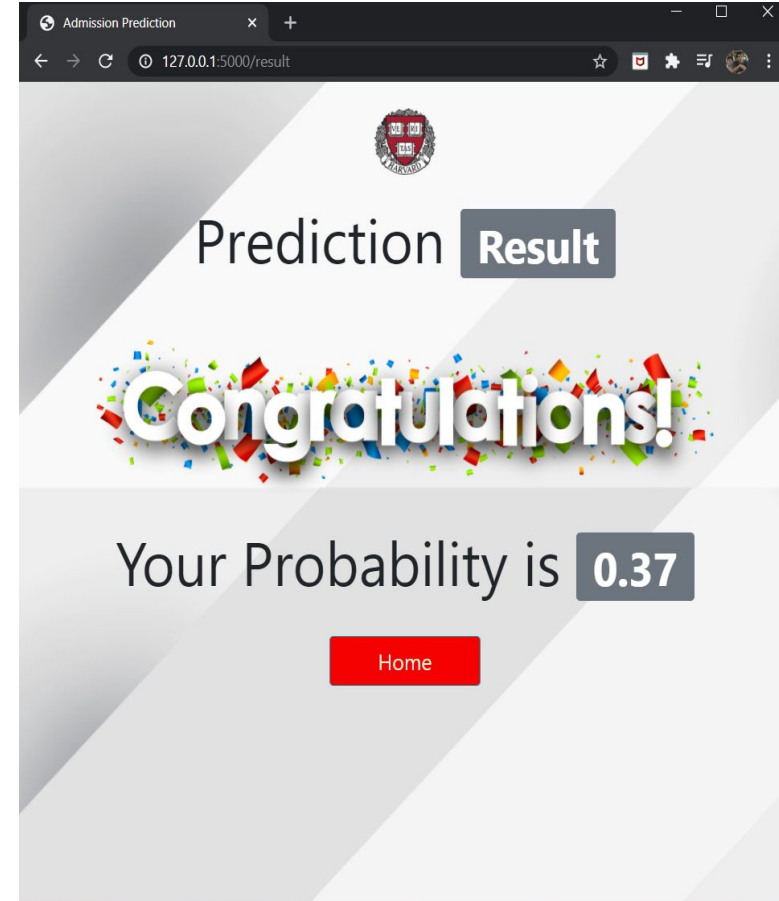 Admission Prediction
127.0.0.1:5000/result
VE RI
TAS
HARVARD
Prediction Result
Congratulations!
Your Probability is 0.37
Home